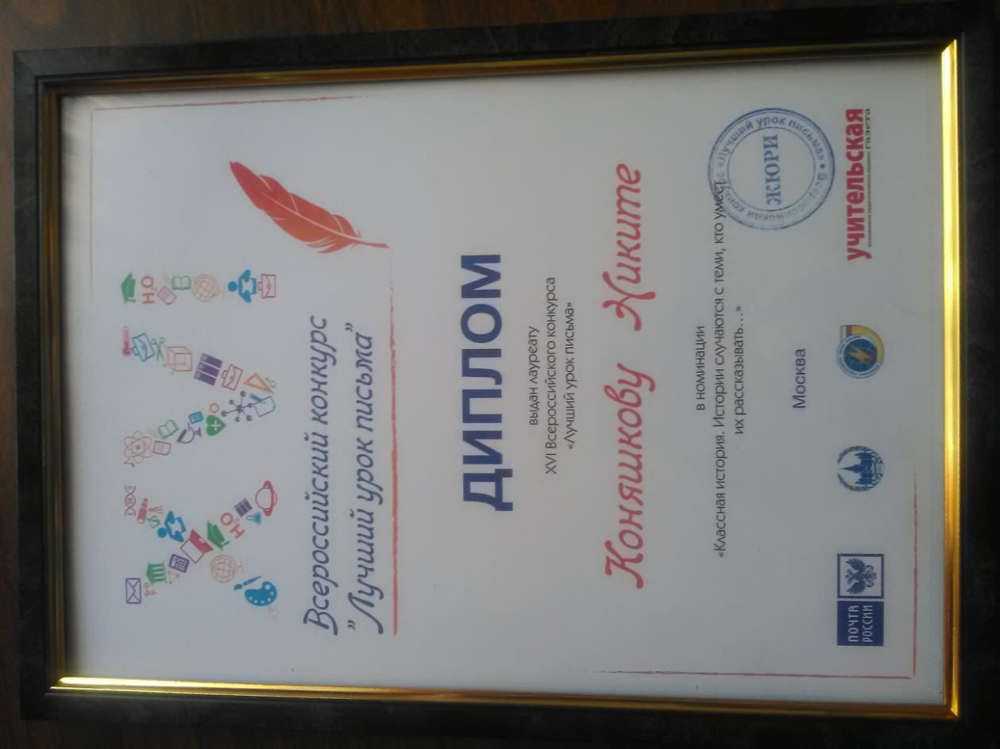 XVI
H₂O
H₂O
Всероссийский конкурс
"Лучший урок письма"
ДИПЛОМ
выдан лауреату
XVI Всероссийского конкурса
«Лучший урок письма»
Коняшкову Никите
в номинации
«Классная история. Истории случаются с теми, кто умеет
их рассказывать…»
Всероссийский конкурс «Лучший урок письма»
ЖЮРИ
Москва
ПОЧТА
РОССИИ
учительская
газета